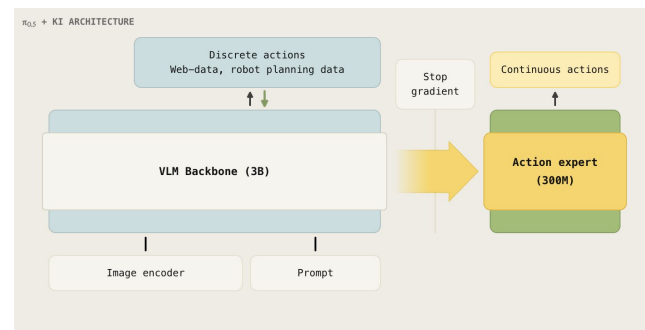 π0.5 + KI ARCHITECTURE
Discrete actions
Web-data, robot planning data
Stop
gradient
Continuous actions
VLM Backbone (3B)
Action expert
(300M)
Image encoder
Prompt